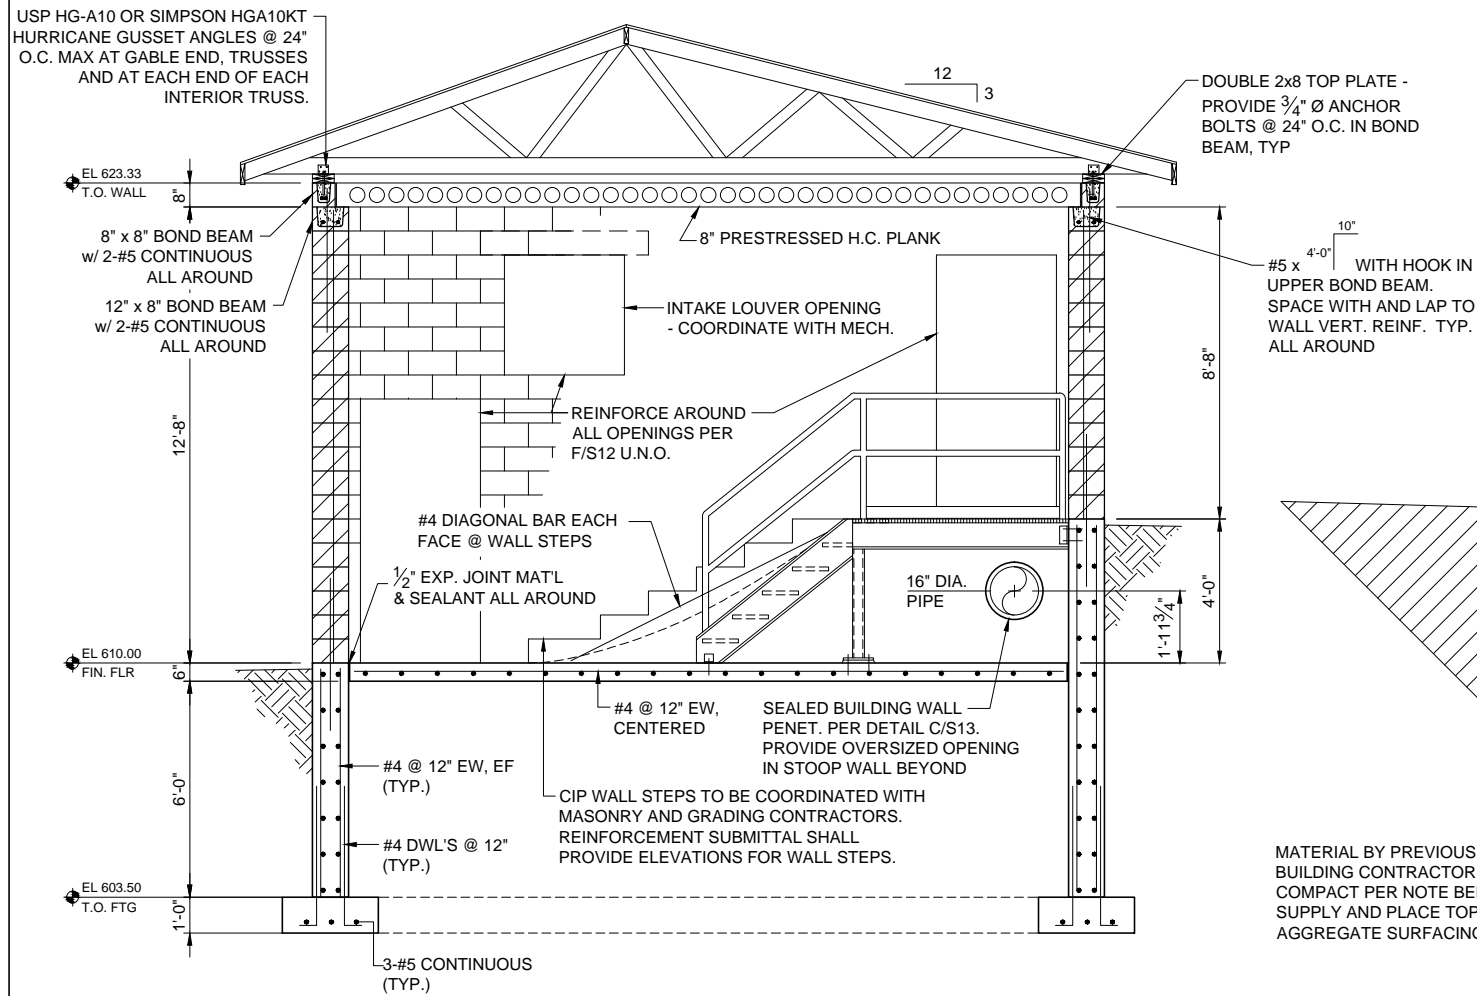 USP HG-A10 OR SIMPSON HGA10KT
HURRICANE GUSSET ANGLES @ 24"
O.C. MAX AT GABLE END, TRUSSES
AND AT EACH END OF EACH
INTERIOR TRUSS.
12
3
DOUBLE 2x8 TOP PLATE -
PROVIDE 3/4" Ø ANCHOR
BOLTS @ 24" O.C. IN BOND
BEAM, TYP
EL 623.33
T.O. WALL
8"
8" x 8" BOND BEAM
w/ 2-#5 CONTINUOUS
ALL AROUND
12" x 8" BOND BEAM
w/ 2-#5 CONTINUOUS
ALL AROUND
8" PRESTRESSED H.C. PLANK
INTAKE LOUVER OPENING
- COORDINATE WITH MECH.
10"
4'-0"
#5 x WITH HOOK IN
UPPER BOND BEAM.
SPACE WITH AND LAP TO
WALL VERT. REINF. TYP.
ALL AROUND
8'-8"
12'-8"
REINFORCE AROUND
ALL OPENINGS PER
F/S12 U.N.O.
#4 DIAGONAL BAR EACH
FACE @ WALL STEPS
1/2" EXP. JOINT MAT'L
& SEALANT ALL AROUND
16" DIA.
PIPE
1'-11 3/4"
4'-0"
EL 610.00
FIN. FLR
6"
#4 @ 12" EW,
CENTERED
SEALED BUILDING WALL
PENET. PER DETAIL C/S13.
PROVIDE OVERSIZED OPENING
IN STOOP WALL BEYOND
#4 @ 12" EW, EF
(TYP.)
6'-0"
CIP WALL STEPS TO BE COORDINATED WITH
MASONRY AND GRADING CONTRACTORS.
REINFORCEMENT SUBMITTAL SHALL
PROVIDE ELEVATIONS FOR WALL STEPS.
#4 DWL'S @ 12"
(TYP.)
EL 603.50
T.O. FTG
1'-0"
3-#5 CONTINUOUS
(TYP.)
MATERIAL BY PREVIOUS
BUILDING CONTRACTOR
COMPACT PER NOTE BE
SUPPLY AND PLACE TOP
AGGREGATE SURFACING